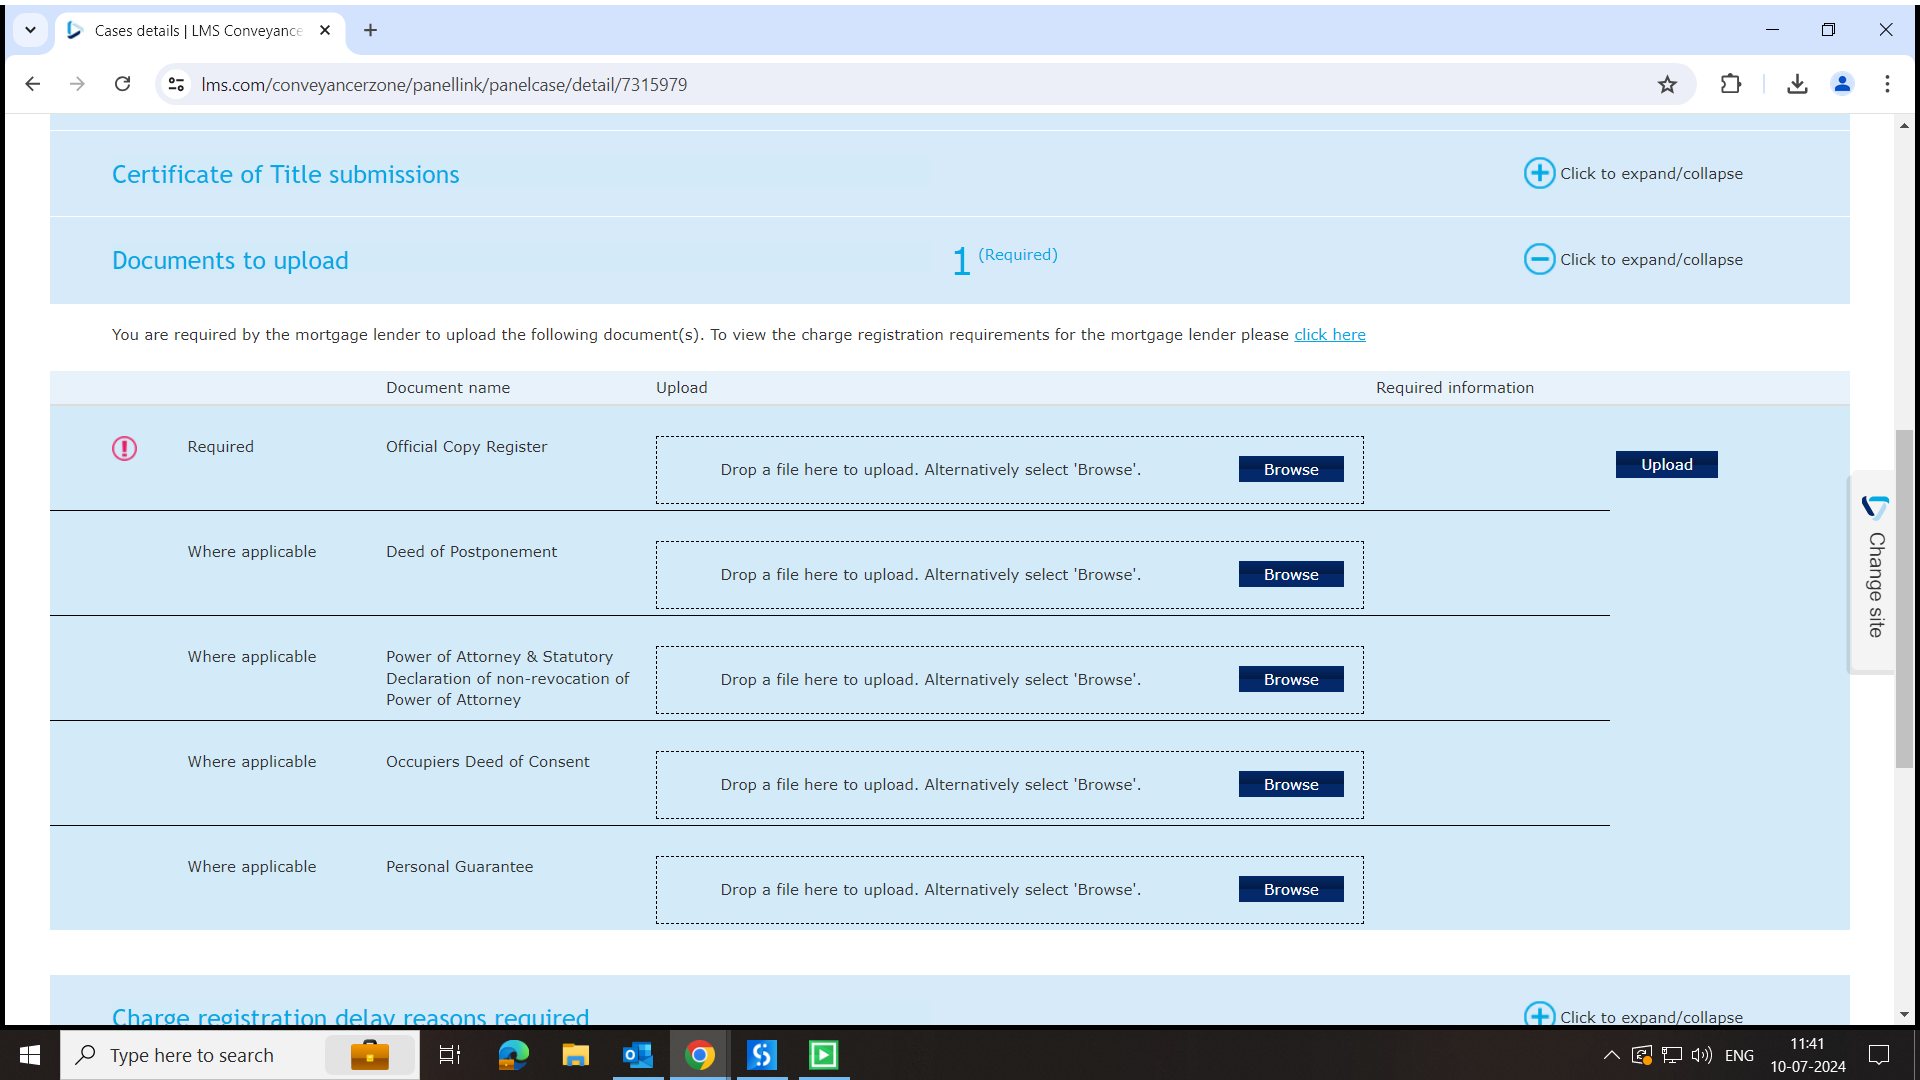 Cases details | LMS Conveyance
lms.com/conveyancerzone/panellink/panelcase/detail/7315979
Certificate of Title submissions
Click to expand/collapse
Documents to upload
1 (Required)
Click to expand/collapse
You are required by the mortgage lender to upload the following document(s). To view the charge registration requirements for the mortgage lender please click here
Document name Upload Required information
Required Official Copy Register Drop a file here to upload. Alternatively select 'Browse'. Browse Upload
Where applicable Deed of Postponement Drop a file here to upload. Alternatively select 'Browse'. Browse
Where applicable Power of Attorney & Statutory
Declaration of non-revocation of
Power of Attorney
Drop a file here to upload. Alternatively select 'Browse'. Browse
Where applicable Occupiers Deed of Consent Drop a file here to upload. Alternatively select 'Browse'. Browse
Where applicable Personal Guarantee Drop a file here to upload. Alternatively select 'Browse'. Browse
Change site
Charge registration delay reasons required
Click to expand/collapse
Type here to search
ENG
11:41
10-07-2024